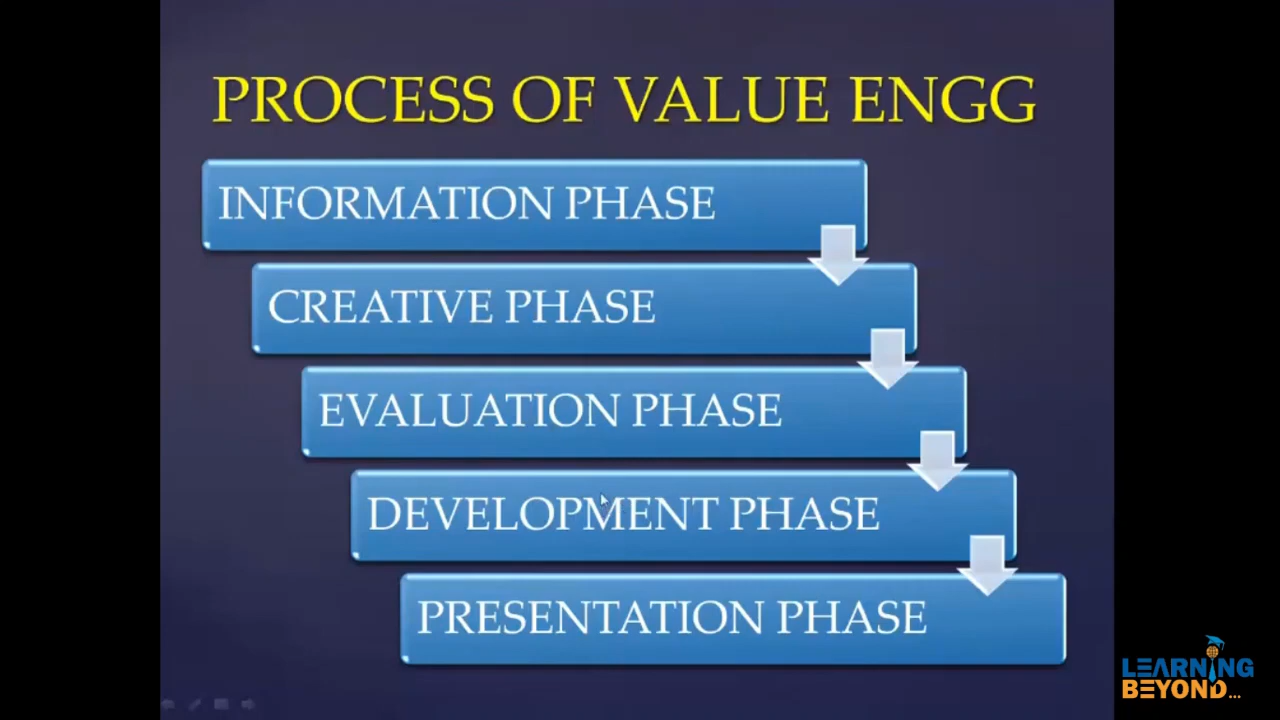 PROCESS OF VALUE ENGG
INFORMATION PHASE
CREATIVE PHASE
EVALUATION PHASE
DEVELOPMENT PHASE
PRESENTATION PHASE
LEARNING
BEYOND...